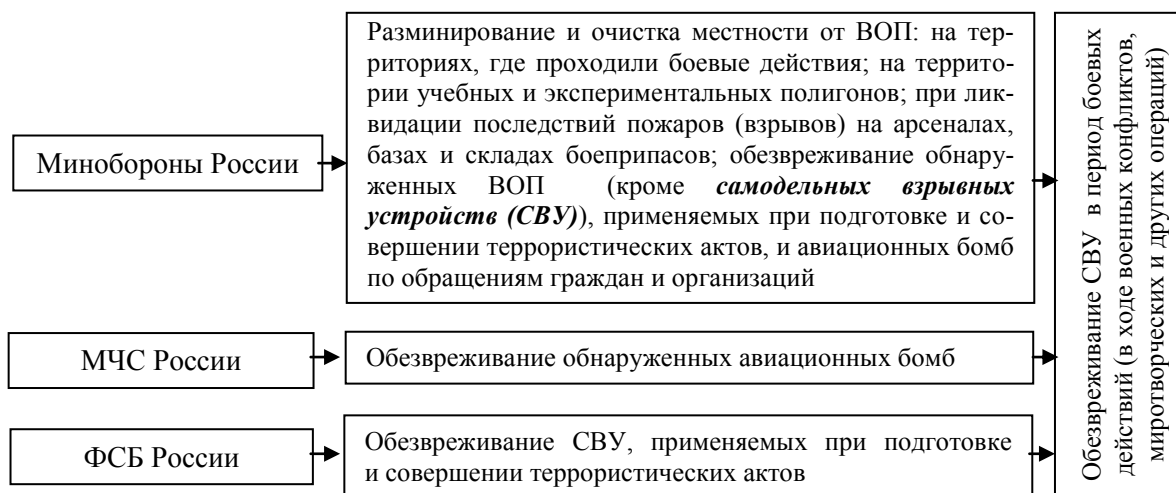 Минобороны России
Разминирование и очистка местности от ВОП: на тер-
риториях, где проходили боевые действия; на террито-
рии учебных и экспериментальных полигонов; при лик-
видации последствий пожаров (взрывов) на арсеналах,
базах и складах боеприпасов; обезвреживание обнару-
женных ВОП (кроме самодельных взрывных
устройств (СВУ)), применяемых при подготовке и со-
вершении террористических актов, и авиационных бомб
по обращениям граждан и организаций
МЧС России
Обезвреживание обнаруженных авиационных бомб
ФСБ России
Обезвреживание СВУ, применяемых при подготовке
и совершении террористических актов
Обезвреживание СВУ в период боевых
действий (в ходе военных конфликтов,
миротворческих и других операций)